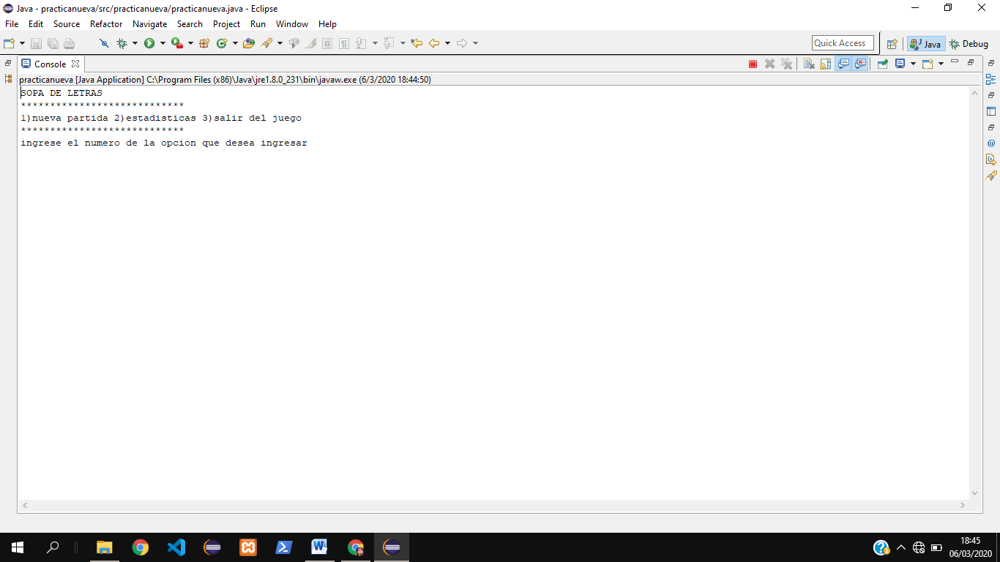 Java - practicanueva/src/practicanueva/practicanueva.java - Eclipse
File Edit Source Refactor Navigate Search Project Run Window Help
Quick Access Java Debug
Console
practicanueva [Java Application] C:\Program Files (x86)\Java\jre1.8.0_231\bin\javaw.exe (6/3/2020 18:44:50)
SOPA DE LETRAS
****************************
1)nueva partida 2)estadisticas 3)salir del juego
****************************
ingrese el numero de la opcion que desea ingresar
18:45
06/03/2020